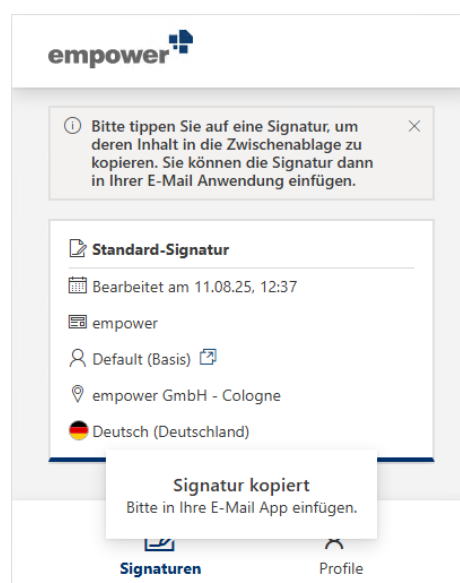 empower
Bitte tippen Sie auf eine Signatur, um
deren Inhalt in die Zwischenablage zu
kopieren. Sie können die Signatur dann
in Ihrer E-Mail Anwendung einfügen.
Standard-Signatur
Bearbeitet am 11.08.25, 12:37
empower
Default (Basis)
empower GmbH - Cologne
Deutsch (Deutschland)
Signatur kopiert
Bitte in Ihre E-Mail App einfügen.
Signaturen
Profile